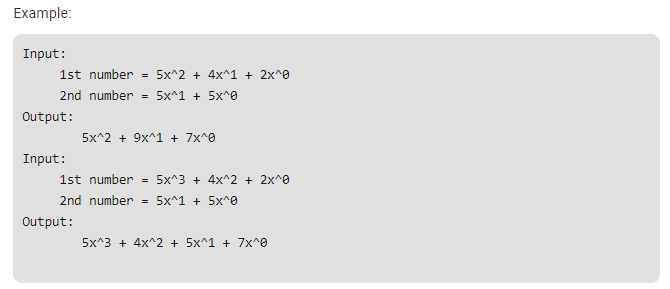 Example:
Input:
1st number = 5x^2 + 4x^1 + 2x^0
2nd number = 5x^1 + 5x^0
Output:
5x^2 + 9x^1 + 7x^0
Input:
1st number = 5x^3 + 4x^2 + 2x^0
2nd number = 5x^1 + 5x^0
Output:
5x^3 + 4x^2 + 5x^1 + 7x^0